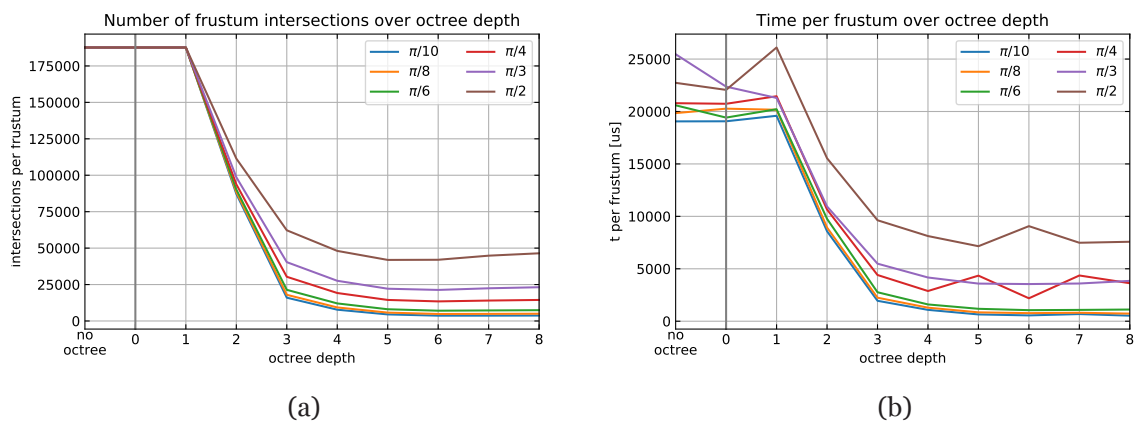 Number of frustum intersections over octree depth
intersections per frustum
175000
150000
125000
100000
75000
50000
25000
0
π/10
π/8
π/6
π/4
π/3
π/2
no octree
0 1 2 3 4 5 6 7 8
octree depth
(a)
Time per frustum over octree depth
t per frustum [us]
25000
20000
15000
10000
5000
0
π/10
π/8
π/6
π/4
π/3
π/2
no octree
0 1 2 3 4 5 6 7 8
octree depth
(b)